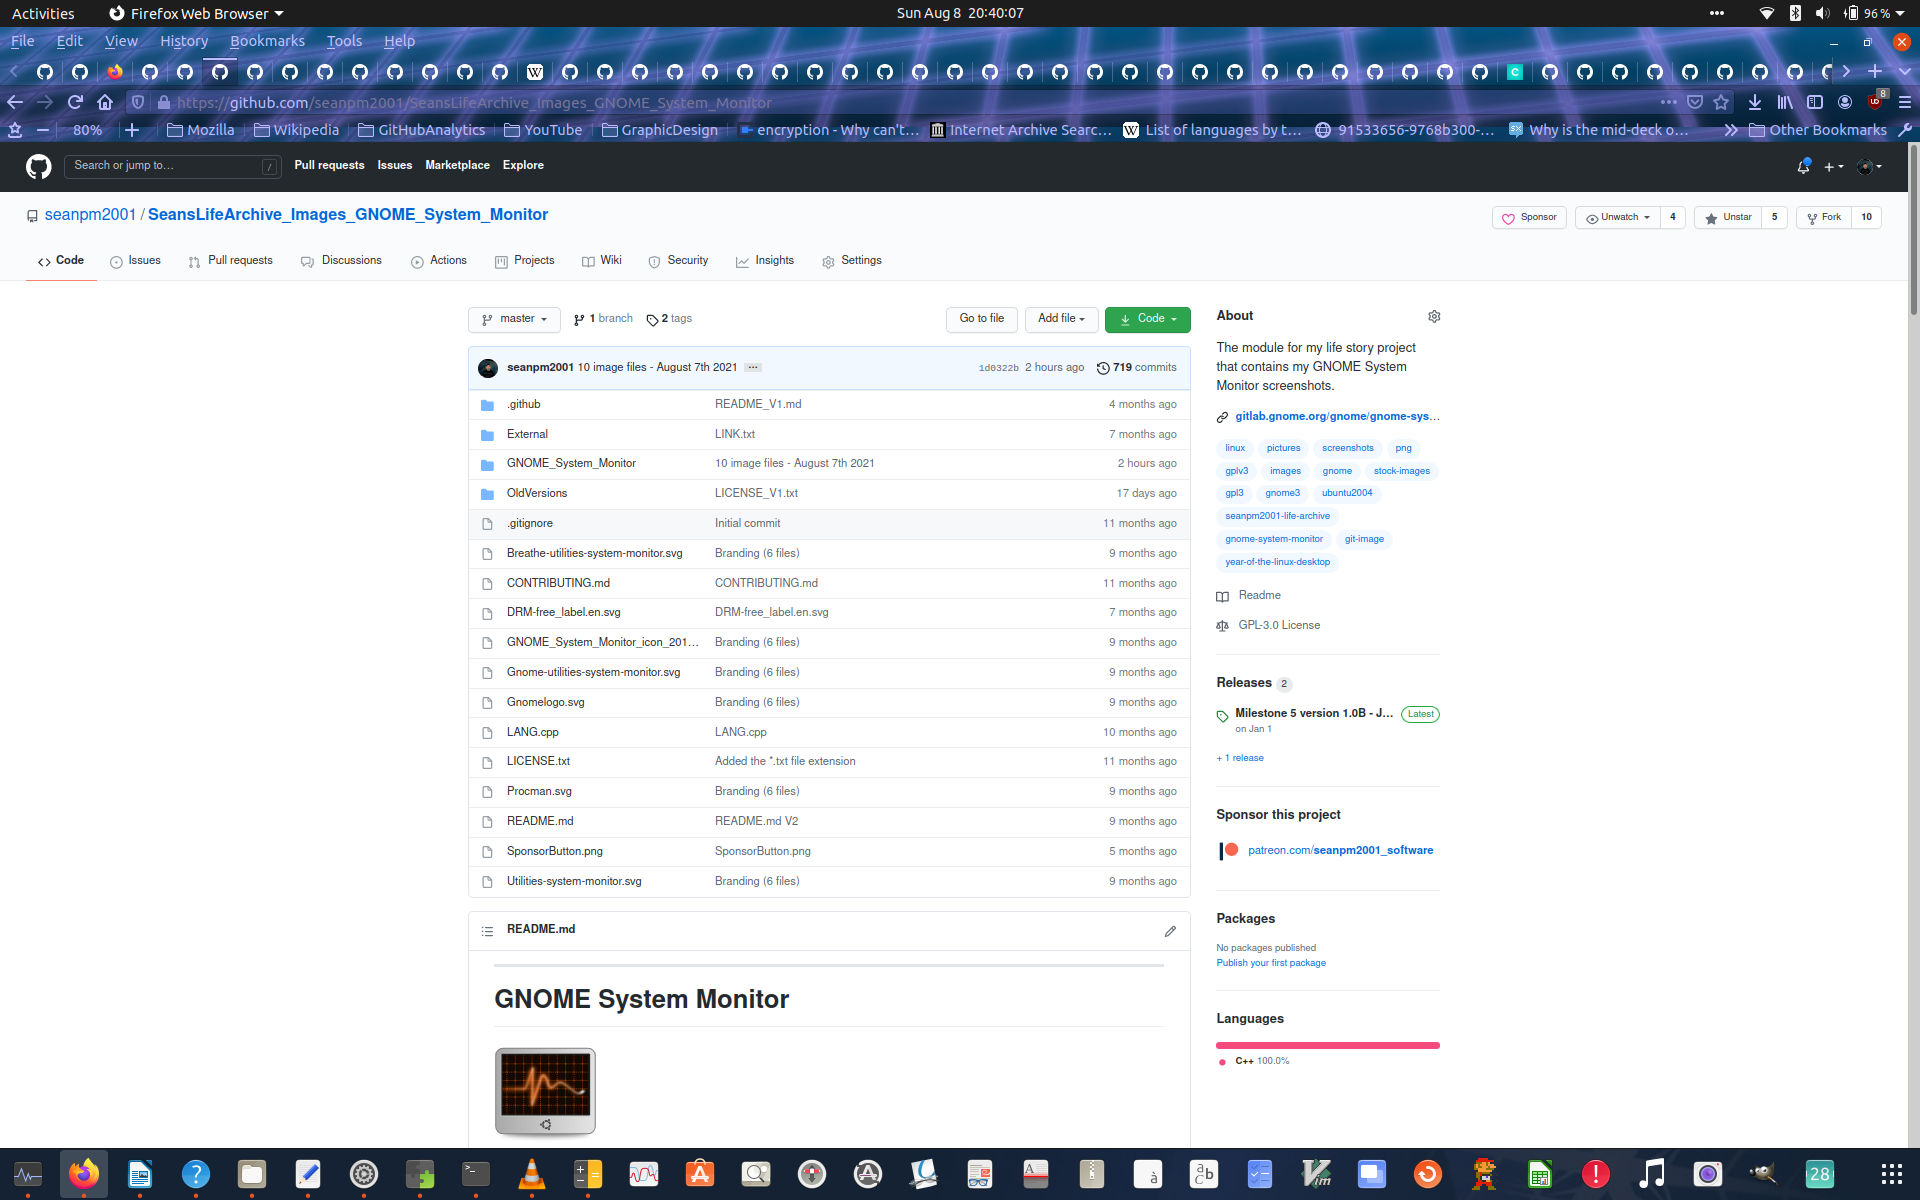 Activities Firefox Web Browser Sun Aug 8 20:40:07 96 %
File Edit View History Bookmarks Tools Help
https://github.com/seanpm2001/SeansLifeArchive_Images_GNOME_System_Monitor 8
80% Mozilla Wikipedia GitHubAnalytics YouTube GraphicDesign encryption - Why can't… Internet Archive Searc… List of languages by t… 91533656-9768b300-… Why is the mid-deck o… Other Bookmarks
Search or jump to… / Pull requests Issues Marketplace Explore
seanpm2001 / SeansLifeArchive_Images_GNOME_System_Monitor Sponsor Unwatch 4 Unstar 5 Fork 10
Code Issues Pull requests Discussions Actions Projects Wiki Security Insights Settings
master 1 branch 2 tags Go to file Add file Code
seanpm2001 10 image files - August 7th 2021 … 1d0322b 2 hours ago 719 commits
.github README_V1.md 4 months ago
External LINK.txt 7 months ago
GNOME_System_Monitor 10 image files - August 7th 2021 2 hours ago
OldVersions LICENSE_V1.txt 17 days ago
.gitignore Initial commit 11 months ago
Breathe-utilities-system-monitor.svg Branding (6 files) 9 months ago
CONTRIBUTING.md CONTRIBUTING.md 11 months ago
DRM-free_label.en.svg DRM-free_label.en.svg 7 months ago
GNOME_System_Monitor_icon_201… Branding (6 files) 9 months ago
Gnome-utilities-system-monitor.svg Branding (6 files) 9 months ago
Gnomelogo.svg Branding (6 files) 9 months ago
LANG.cpp LANG.cpp 10 months ago
LICENSE.txt Added the *.txt file extension 11 months ago
Procman.svg Branding (6 files) 9 months ago
README.md README.md V2 9 months ago
SponsorButton.png SponsorButton.png 5 months ago
Utilities-system-monitor.svg Branding (6 files) 9 months ago
README.md
GNOME System Monitor
About
The module for my life story project
that contains my GNOME System
Monitor screenshots.
gitlab.gnome.org/gnome/gnome-sys…
linux pictures screenshots png
gplv3 images gnome stock-images
gpl3 gnome3 ubuntu2004
seanpm2001-life-archive
gnome-system-monitor git-image
year-of-the-linux-desktop
Readme
GPL-3.0 License
Releases 2
Milestone 5 version 1.0B - J… Latest
on Jan 1
+ 1 release
Sponsor this project
patreon.com/seanpm2001_software
Packages
No packages published
Publish your first package
Languages
C++ 100.0%
28